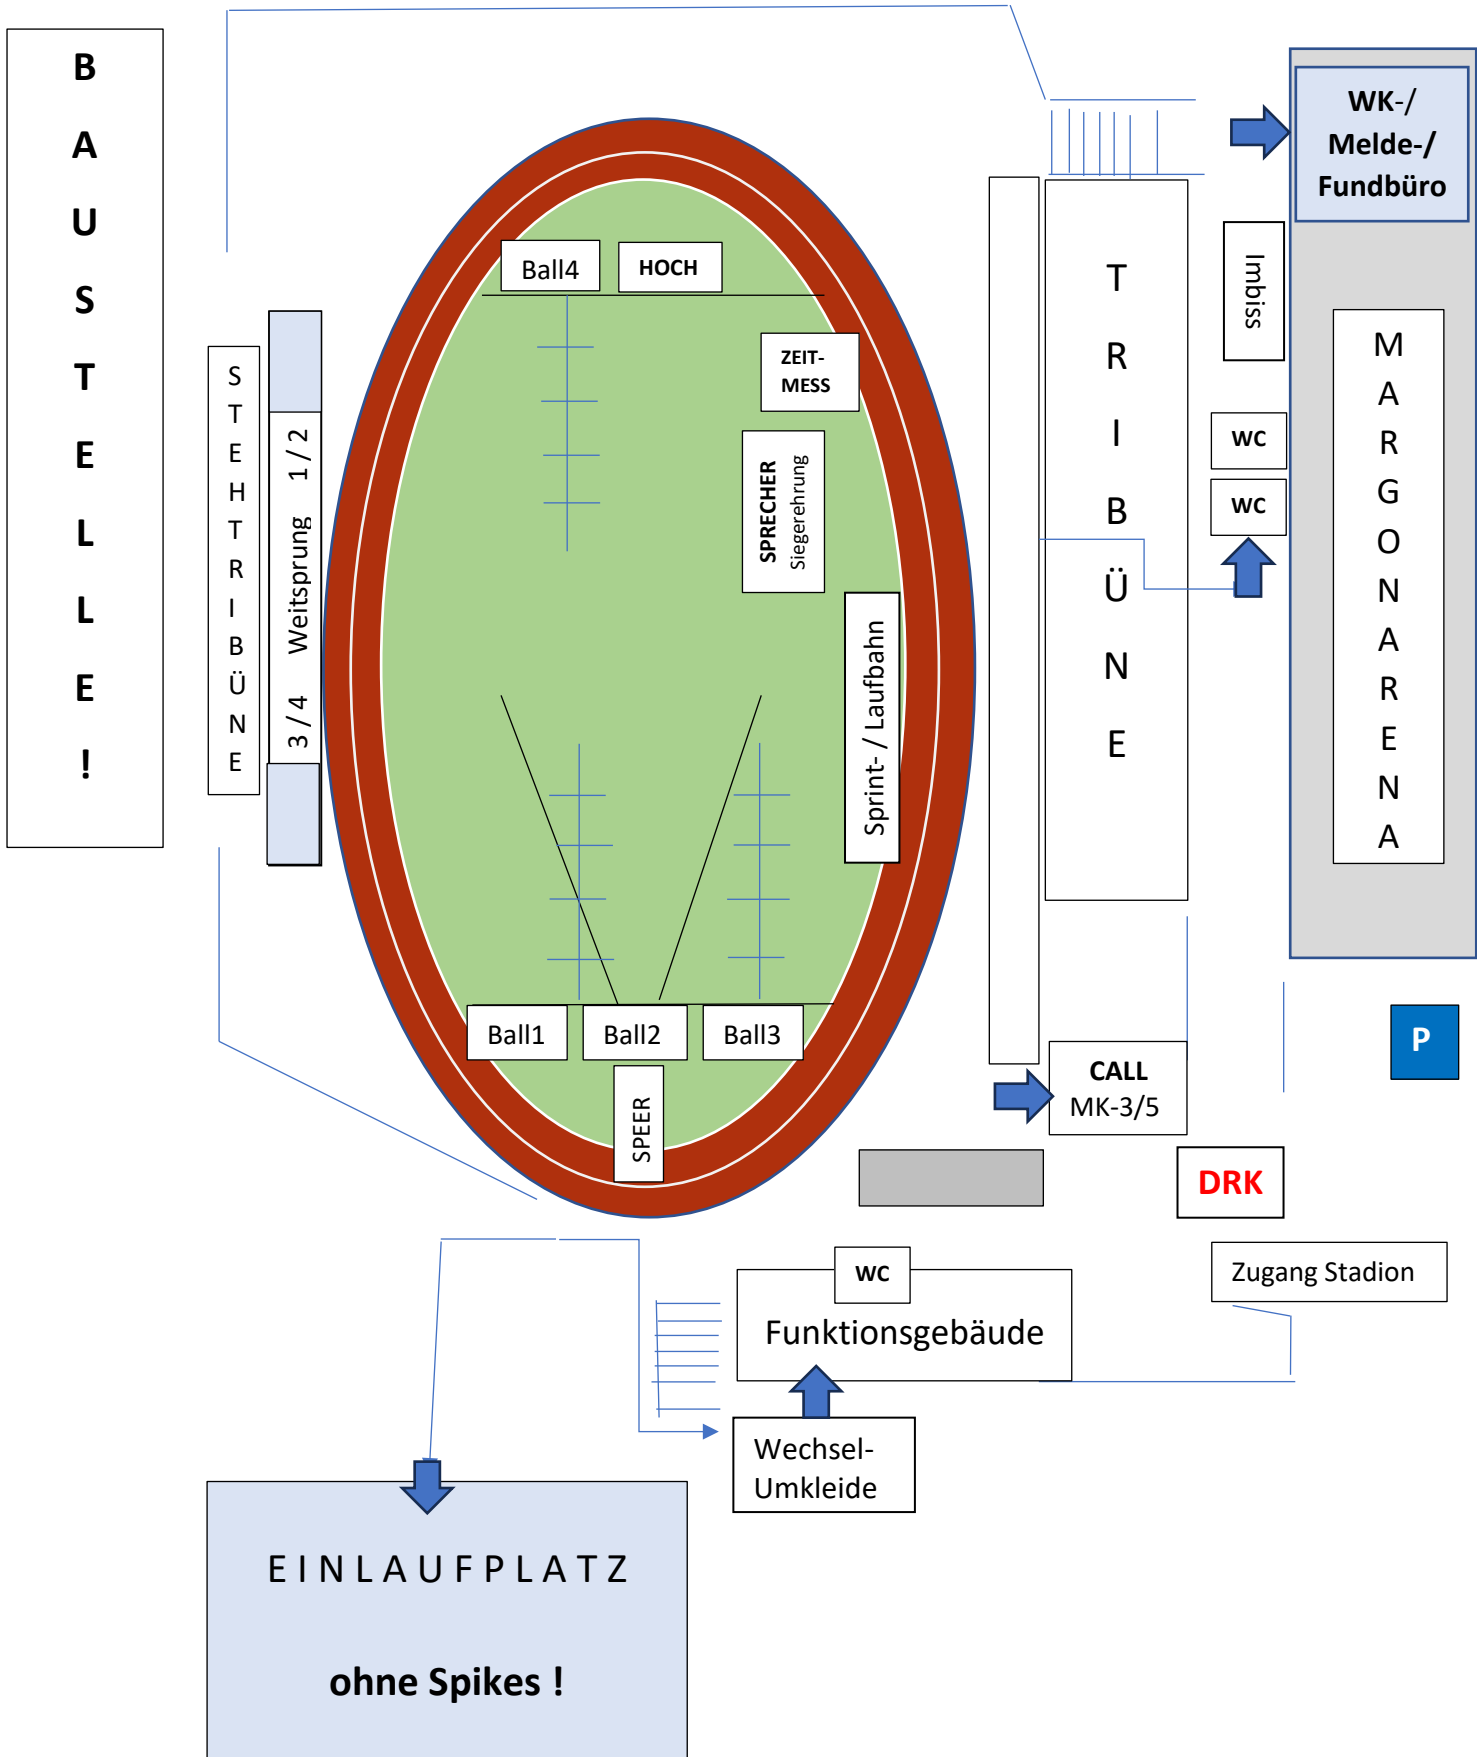 BAUSTELLE!
WK-/
Melde-/
Fundbüro
Ball4
HOCH
TRIBÜNE
Imbiss
ZEIT-
MESS
MARGONARENA
STEHTRIBÜNE
3 / 4 Weitsprung 1 / 2
SPRECHER
Siegerehrung
WC
WC
Sprint- / Laufbahn
Ball1
Ball2
Ball3
P
CALL
MK-3/5
SPEER
DRK
WC
Zugang Stadion
Funktionsgebäude
Wechsel-
Umkleide
EINLAUFPLATZ
ohne Spikes !